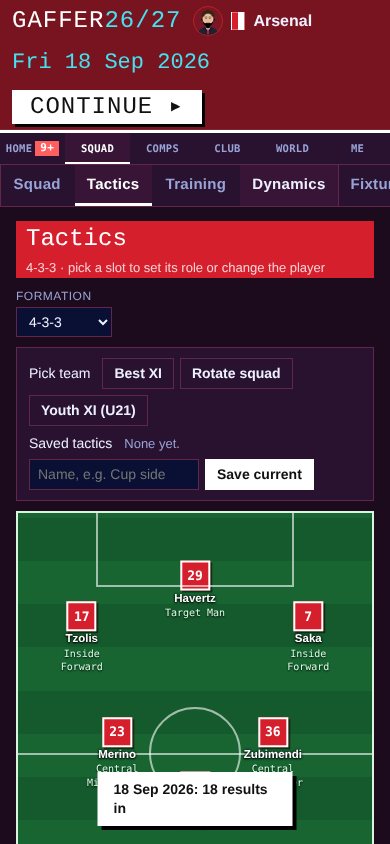 GAFFER26/27 Arsenal
Fri 18 Sep 2026
CONTINUE ►
HOME 9+ SQUAD COMPS CLUB WORLD ME
Squad Tactics Training Dynamics Fixtu
Tactics
4-3-3 · pick a slot to set its role or change the player
FORMATION
4-3-3
Pick team Best XI Rotate squad
Youth XI (U21)
Saved tactics None yet.
Name, e.g. Cup side Save current
29
Havertz
Target Man
17 7
Tzolis Saka
Inside Inside
Forward Forward
23 36
Merino Zubimendi
Central Central
18 Sep 2026: 18 results
in